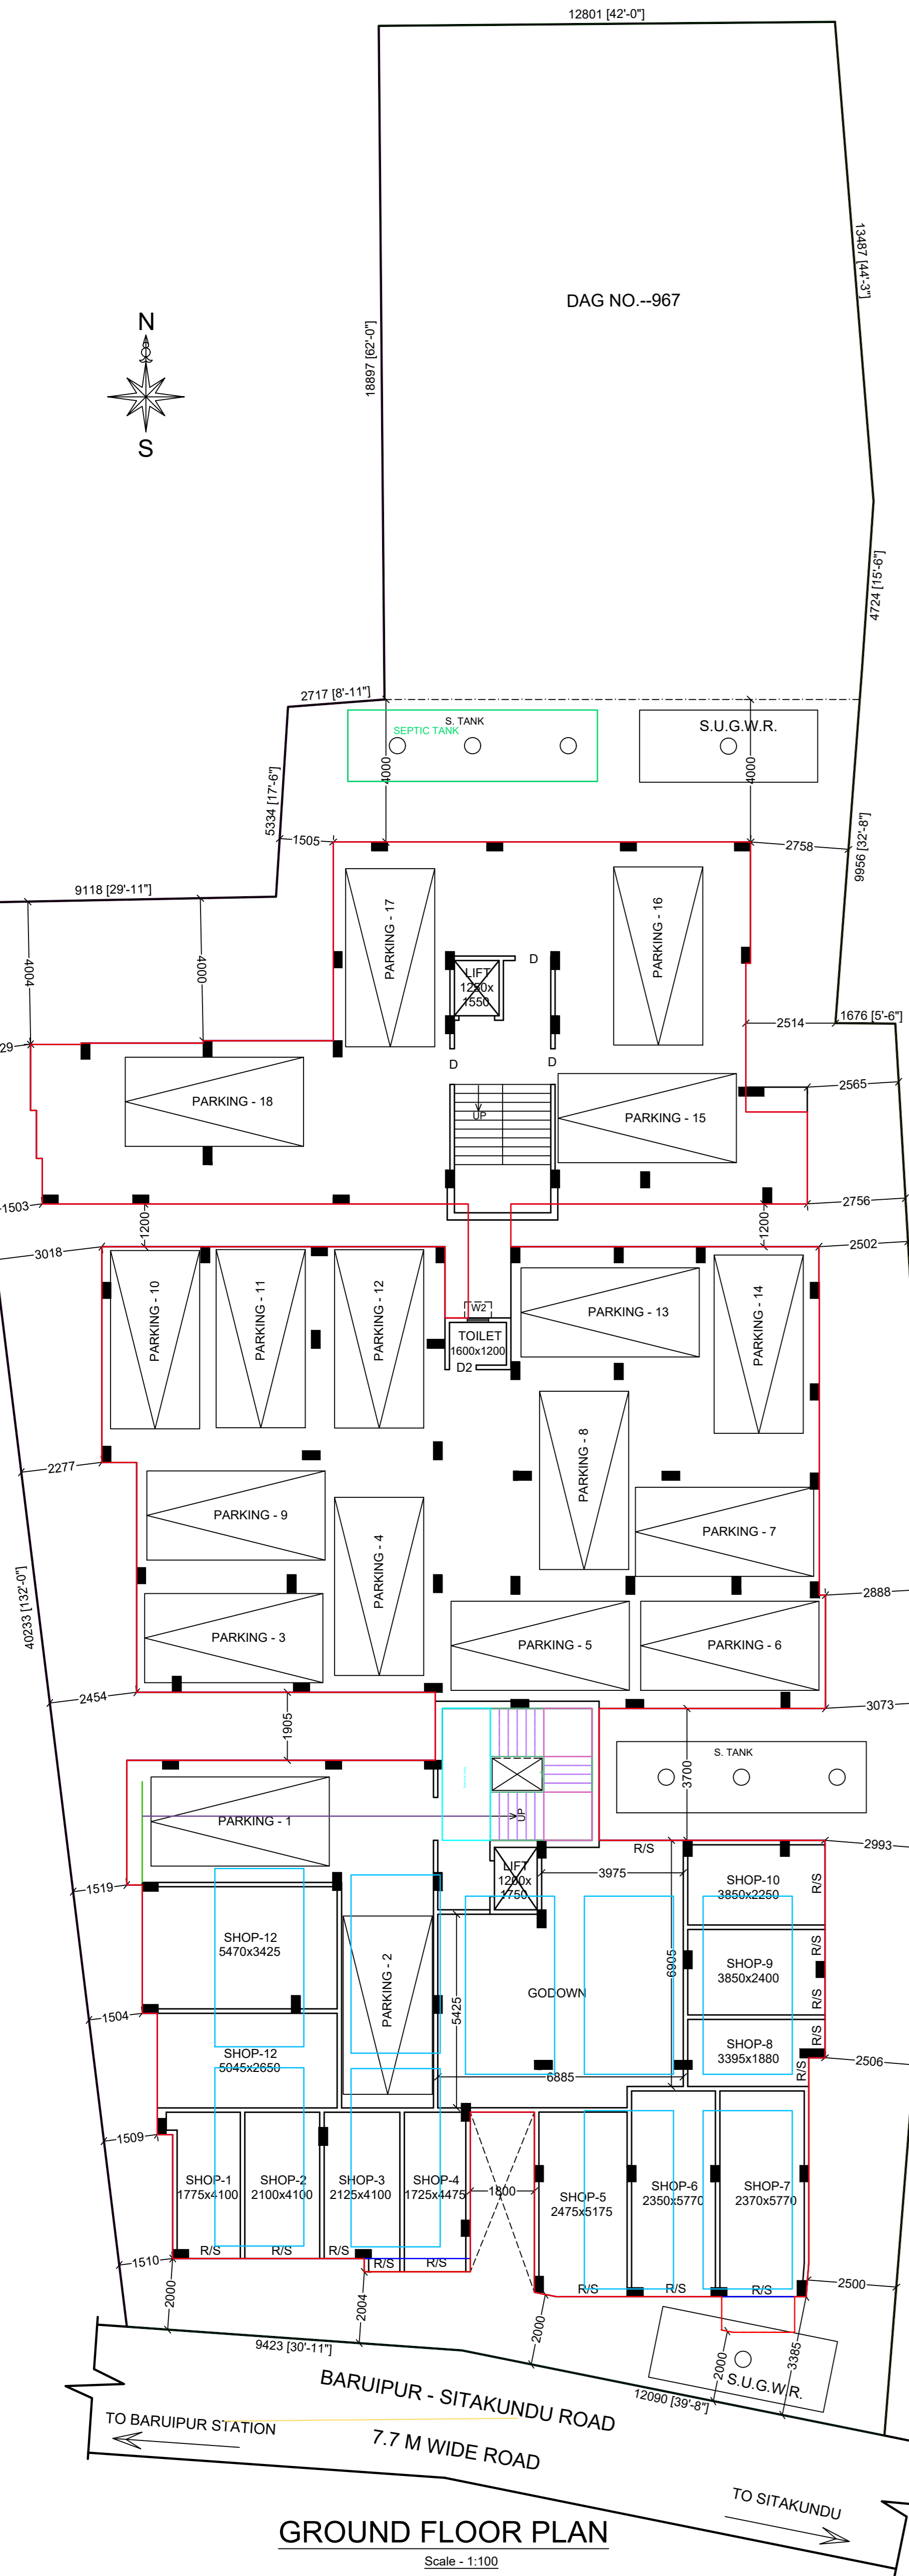 12801 [42'-0"]
13487 [44'-3"]
DAG NO.--967
18897 [62'-0"]
N
S
4724 [15'-6"]
2717 [8'-11"]
S. TANK
SEPTIC TANK
S.U.G.W.R.
4000
4000
5334 [17'-6"]
1505
2758
9956 [32'-8"]
9118 [29'-11"]
PARKING - 17
PARKING - 16
4004
4000
LIFT
1250x
1550
D
1676 [5'-6"]
2514
29
D
D
2565
PARKING - 18
UP
PARKING - 15
1503
1200
1200
2756
3018
2502
PARKING - 10
PARKING - 11
PARKING - 12
W2
TOILET
1600x1200
D2
PARKING - 13
PARKING - 14
2277
PARKING - 8
PARKING - 9
PARKING - 4
PARKING - 7
40233 [132'-0"]
2888
PARKING - 3
PARKING - 5
PARKING - 6
2454
1905
3073
S. TANK
3700
PARKING - 1
UP
2993
R/S
LIFT
1200x
1750
3975
SHOP-10
3850x2250
R/S
1519
SHOP-12
5470x3425
PARKING - 2
5425
GODOWN
6905
SHOP-9
3850x2400
R/S
R/S
1504
SHOP-12
5045x2650
SHOP-8
3395x1880
R/S
R/S
2506
6885
1509
SHOP-1
1775x4100
SHOP-2
2100x4100
SHOP-3
2125x4100
SHOP-4
1725x4475
1800
SHOP-5
2475x5175
SHOP-6
2350x5770
SHOP-7
2370x5770
R/S
R/S
R/S
R/S
R/S
R/S
R/S
R/S
1510
2500
2000
2004
2000
2000
3385
S.U.G.W.R.
9423 [30'-11"]
12090 [39'-8"]
BARUIPUR - SITAKUNDU ROAD
TO BARUIPUR STATION
7.7 M WIDE ROAD
TO SITAKUNDU
GROUND FLOOR PLAN
Scale - 1:100